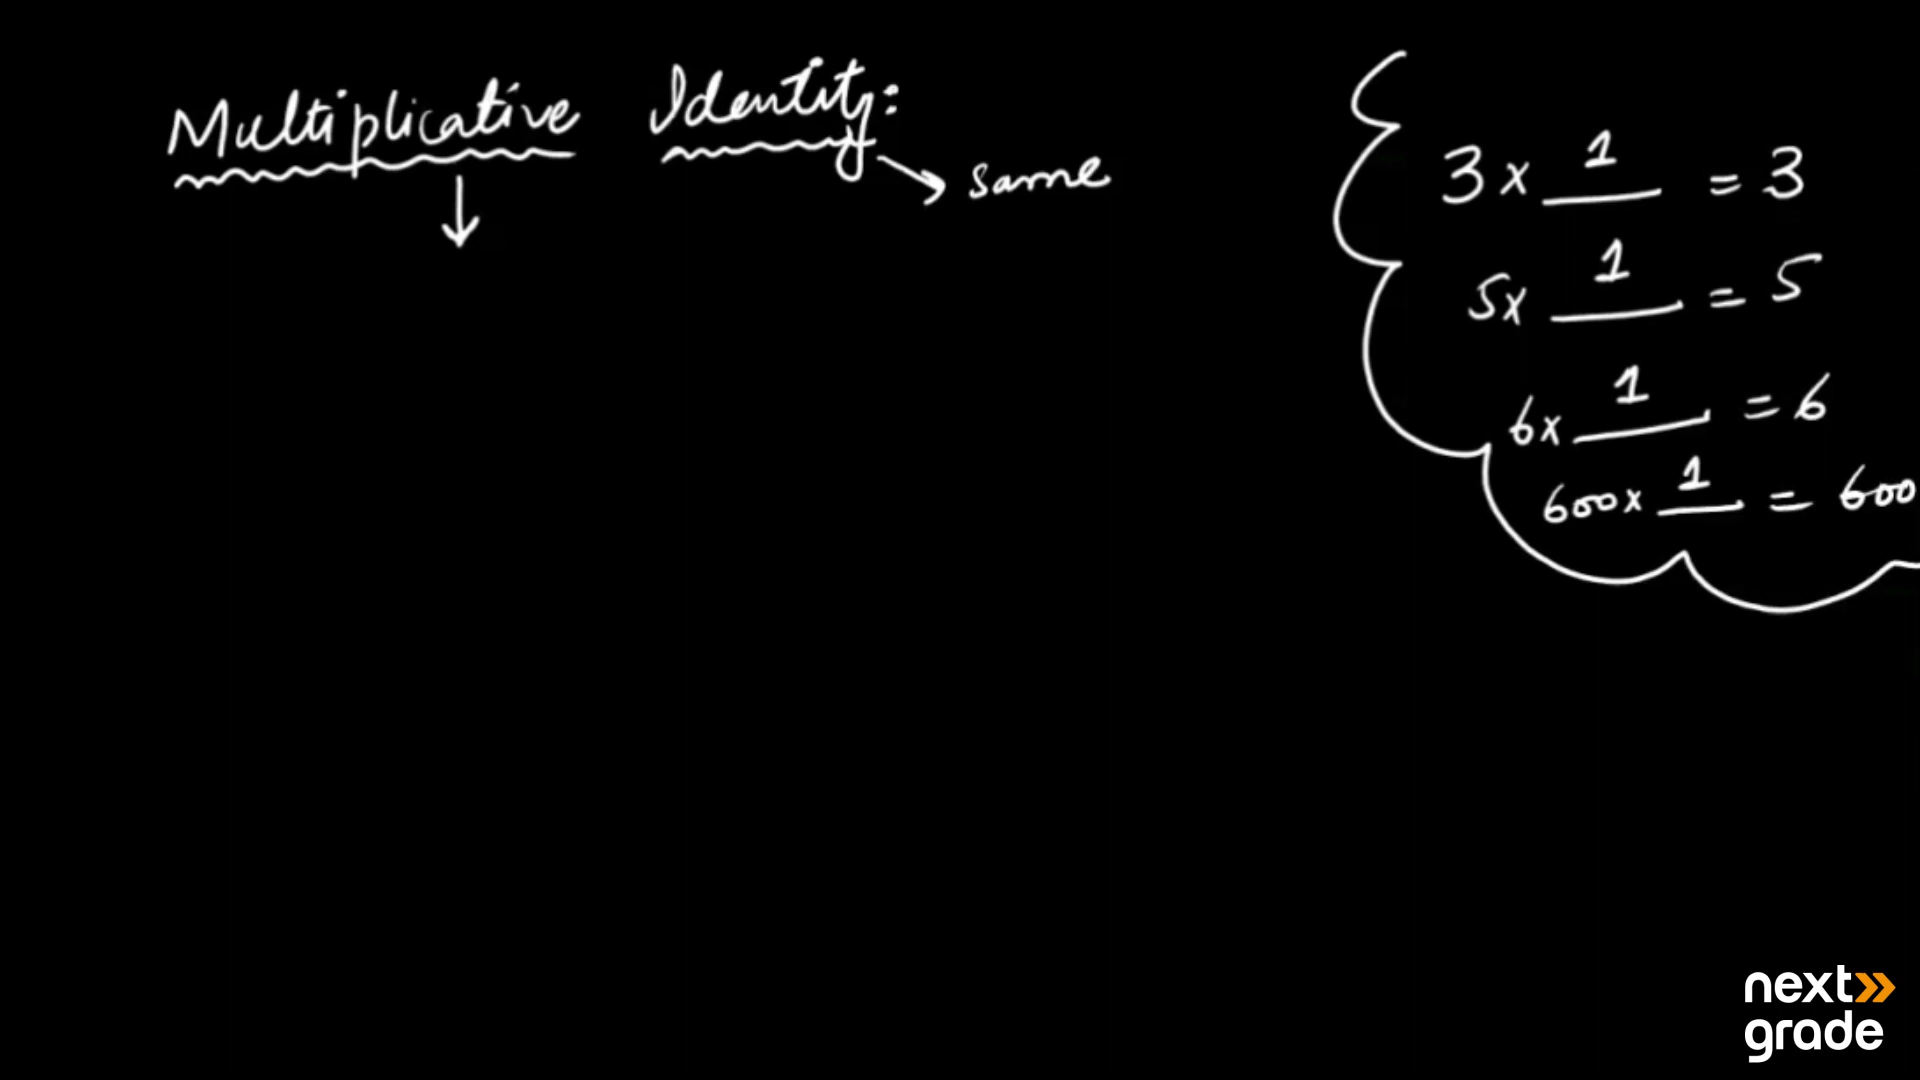 Multiplicative Identity:
same
3 x 1 = 3
5x 1 = 5
6x 1 = 6
600x 1 = 600
next
grade